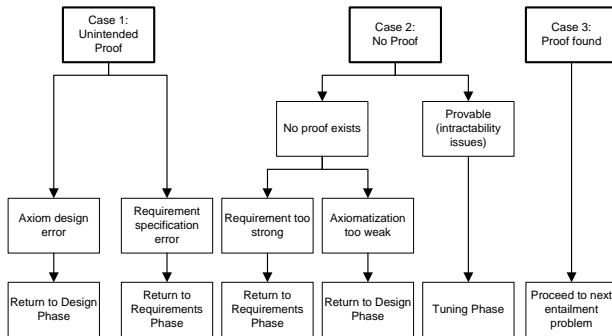 Case 1:
Unintended
Proof
Case 2:
No Proof
Case 3:
Proof found
No proof exists
Provable
(intractability
issues)
Axiom design
error
Requirement
specification
error
Requirement too
strong
Axiomatization
too weak
Return to Design
Phase
Return to
Requirements
Phase
Return to
Requirements
Phase
Return to Design
Phase
Tuning Phase
Proceed to next
entailment
problem